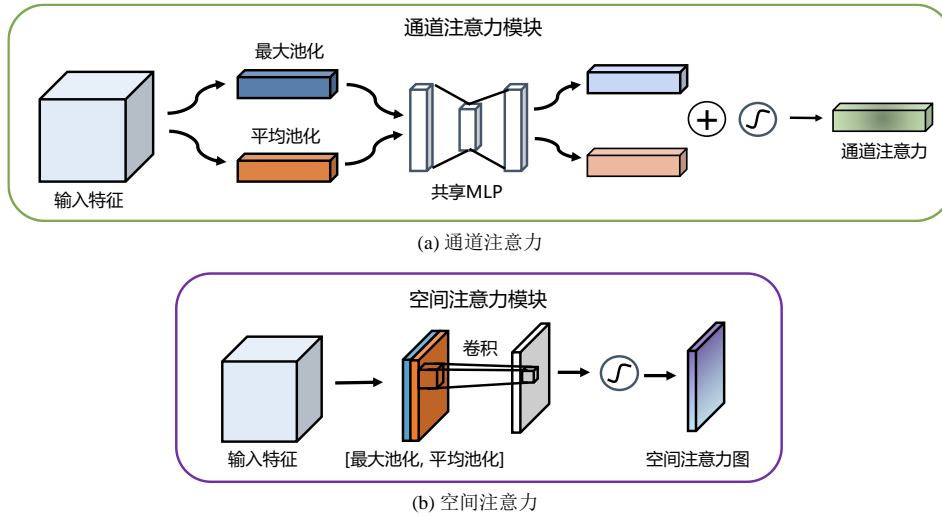 通道注意力模块
最大池化
平均池化
输入特征
共享MLP
通道注意力
(a) 通道注意力
空间注意力模块
卷积
输入特征
[最大池化, 平均池化]
空间注意力图
(b) 空间注意力